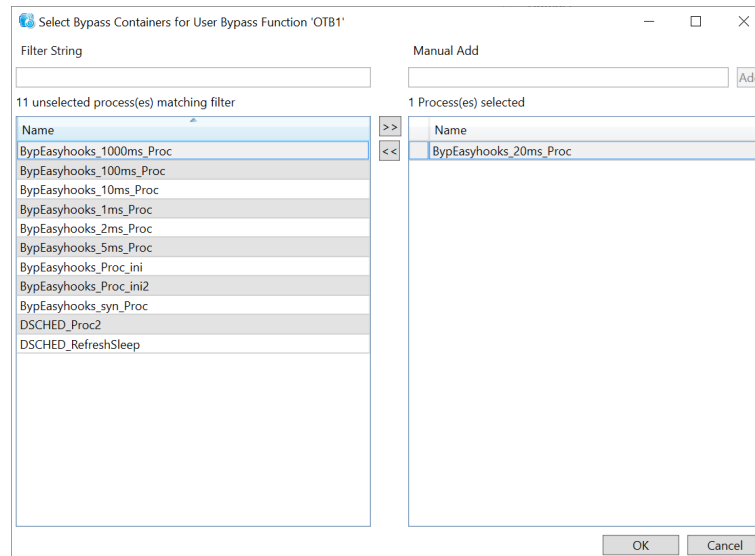 Select Bypass Containers for User Bypass Function 'OTB1'
Filter String
Manual Add
Add
11 unselected process(es) matching filter
1 Process(es) selected
Name
>>
Name
BypEasyhooks_1000ms_Proc
<<
BypEasyhooks_20ms_Proc
BypEasyhooks_100ms_Proc
BypEasyhooks_10ms_Proc
BypEasyhooks_1ms_Proc
BypEasyhooks_2ms_Proc
BypEasyhooks_5ms_Proc
BypEasyhooks_Proc_ini
BypEasyhooks_Proc_ini2
BypEasyhooks_syn_Proc
DSCHED_Proc2
DSCHED_RefreshSleep
OK
Cancel